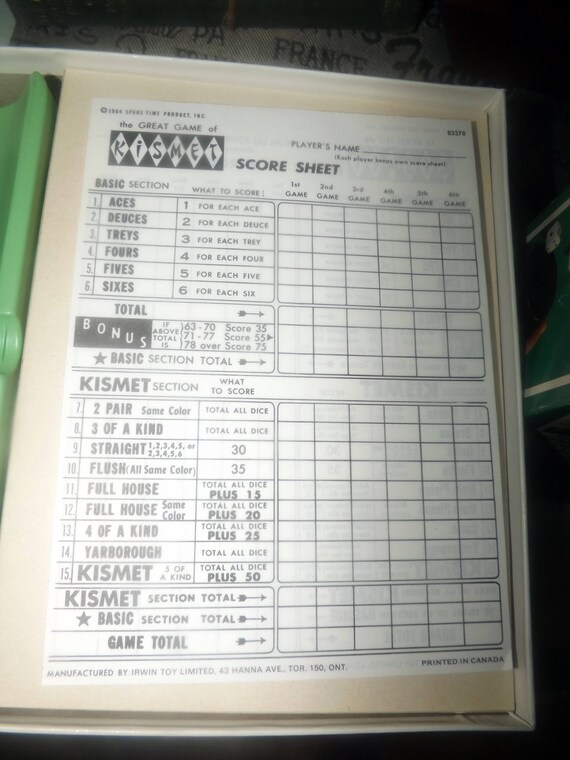 FRANCE
© 1964 SPORT-TIME PRODUCT, INC.
the GREAT GAME of
KISMET
SCORE SHEET
PLAYER'S NAME
(Each player keeps own score sheet)
BASIC SECTION WHAT TO SCORE: 1st GAME 2nd GAME 3rd GAME 4th GAME 5th GAME 6th GAME
1. ACES 1 FOR EACH ACE
2. DEUCES 2 FOR EACH DEUCE
3. TREYS 3 FOR EACH TREY
4. FOURS 4 FOR EACH FOUR
5. FIVES 5 FOR EACH FIVE
6. SIXES 6 FOR EACH SIX
TOTAL
BONUS IF ABOVE TOTAL IS
63-70 Score 35
71-77 Score 55
78 over Score 75
★ BASIC SECTION TOTAL
KISMET SECTION WHAT TO SCORE
7. 2 PAIR Same Color TOTAL ALL DICE
8. 3 OF A KIND TOTAL ALL DICE
9. STRAIGHT 1,2,3,4,5, or 2,3,4,5,6 30
10. FLUSH (All Same Color) 35
11. FULL HOUSE TOTAL ALL DICE PLUS 15
12. FULL HOUSE Same Color TOTAL ALL DICE PLUS 20
13. 4 OF A KIND TOTAL ALL DICE PLUS 25
14. YARBOROUGH TOTAL ALL DICE
15. KISMET 5 OF A KIND TOTAL ALL DICE PLUS 50
KISMET SECTION TOTAL
★ BASIC SECTION TOTAL
GAME TOTAL
MANUFACTURED BY IRWIN TOY LIMITED, 43 HANNA AVE., TOR. 150, ONT.
PRINTED IN CANADA